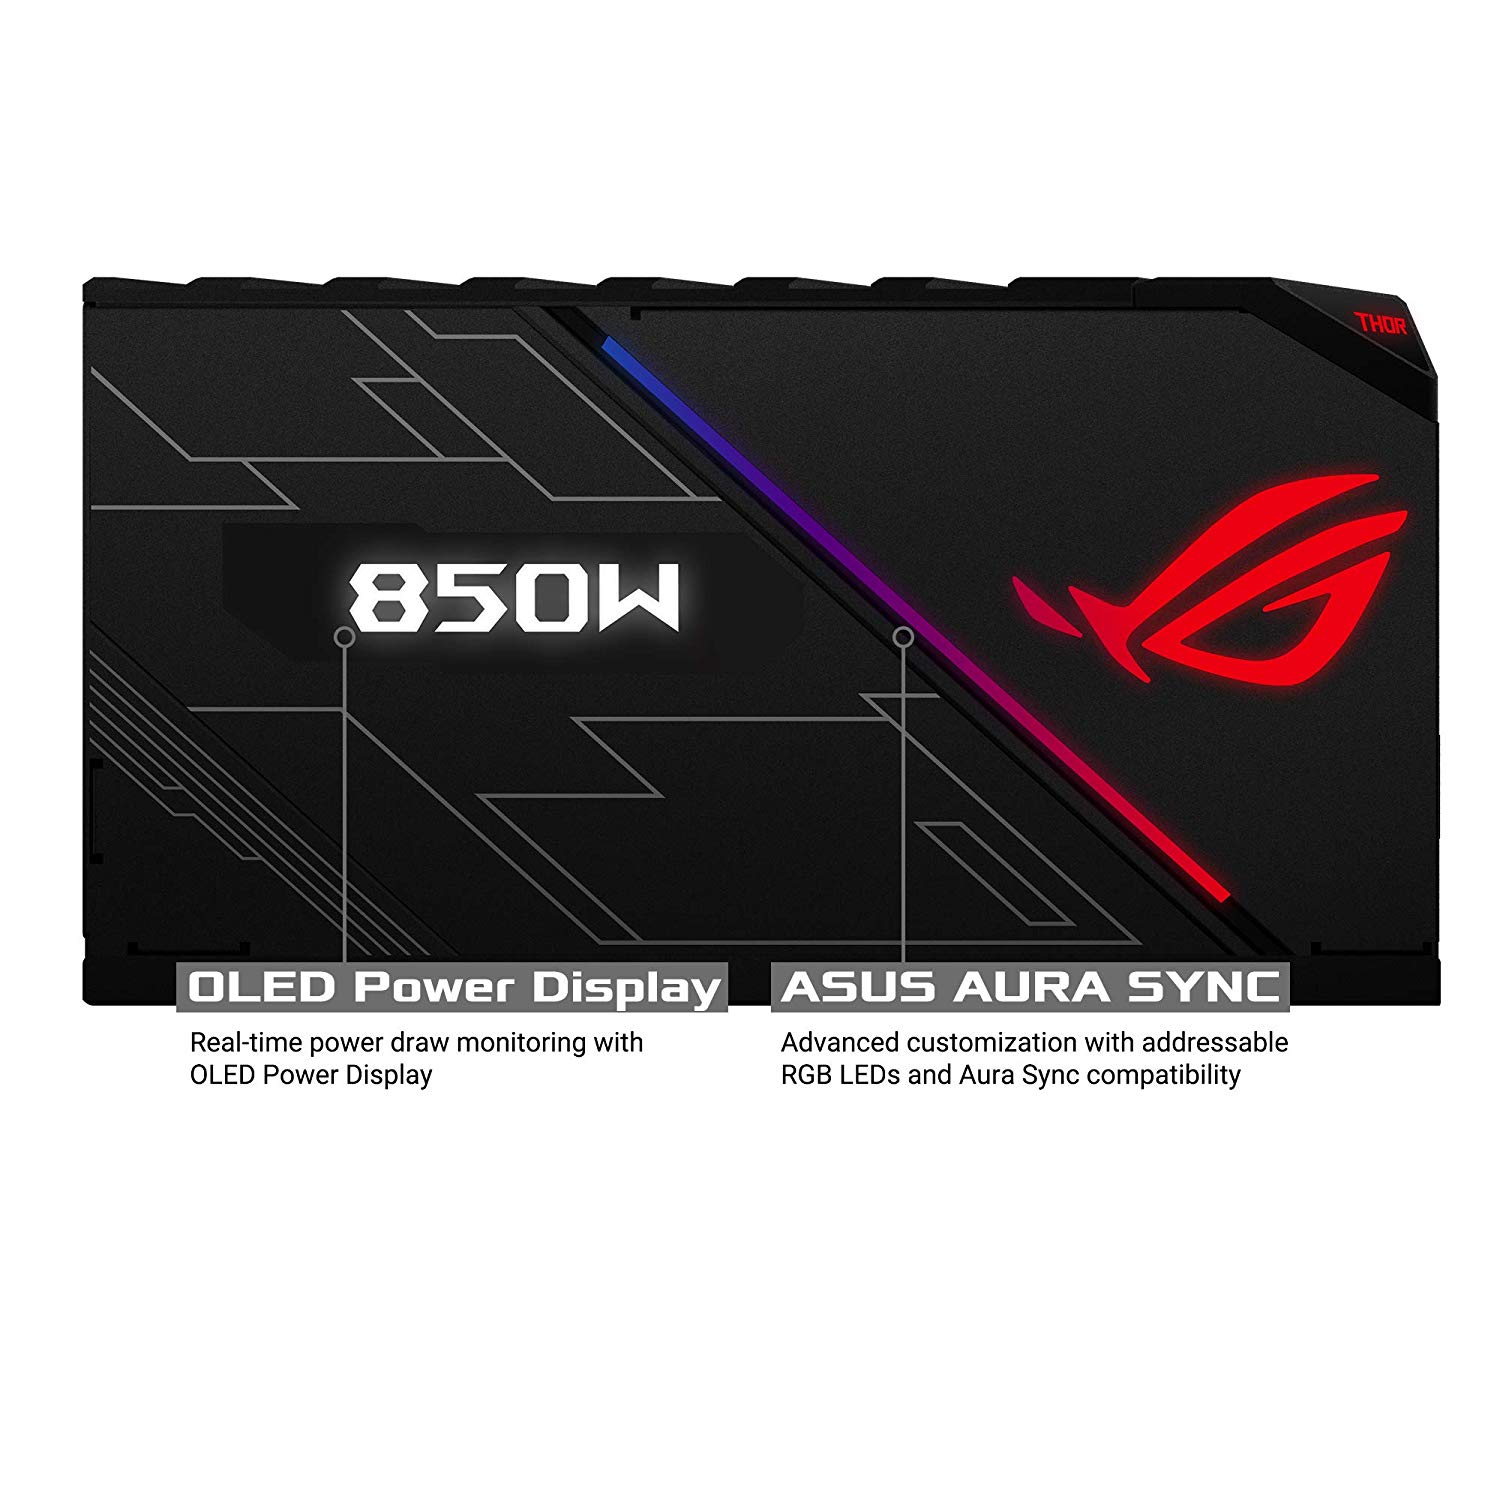 THOR
850W
OLED Power Display
Real-time power draw monitoring with
OLED Power Display
ASUS AURA SYNC
Advanced customization with addressable
RGB LEDs and Aura Sync compatibility